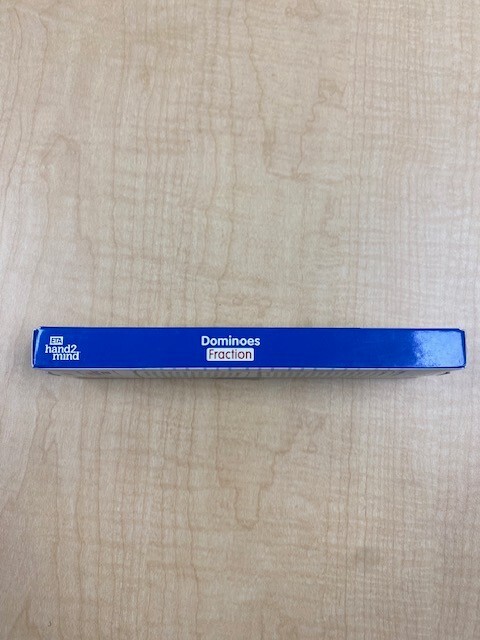 ETA
hand2
mind
Dominoes
Fraction